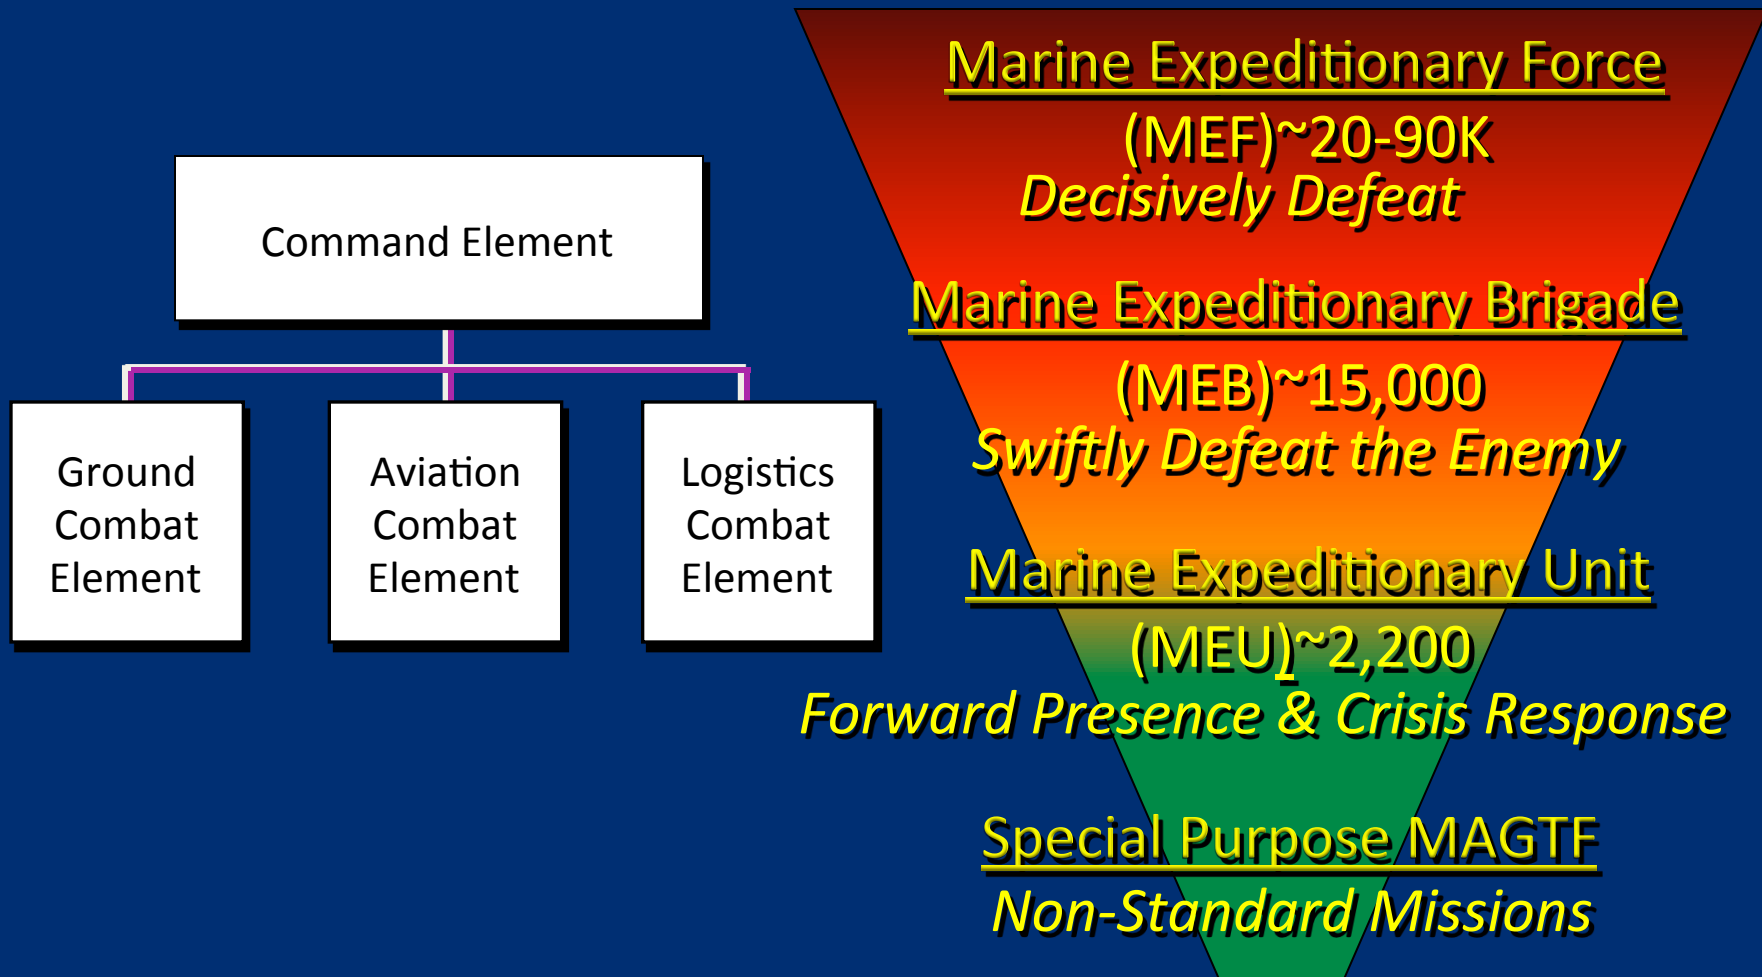 Command Element
Ground
Combat
Element
Aviation
Combat
Element
Logistics
Combat
Element
Marine Expeditionary Force
(MEF)~20-90K
Decisively Defeat
Marine Expeditionary Brigade
(MEB)~15,000
Swiftly Defeat the Enemy
Marine Expeditionary Unit
(MEU)~2,200
Forward Presence & Crisis Response
Special Purpose MAGTF
Non-Standard Missions